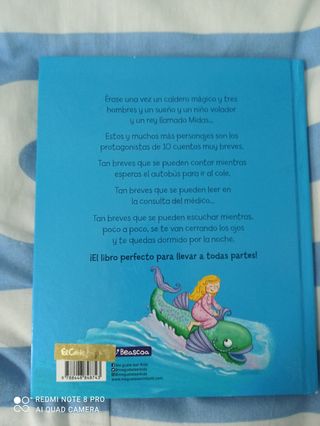 Érase una vez un caldero mágico y tres
hombres y un sueño y un niño volador
y un rey llamado Midas...
Estos y muchos más personajes son los
protagonistas de 10 cuentos muy breves.
Tan breves que se pueden contar mientras
esperas el autobús para ir al cole.
Tan breves que se pueden leer en
la consulta del médico...
Tan breves que se pueden escuchar mientras,
poco a poco, se te van cerrando los ojos
y te quedas dormido por la noche.
¡El libro perfecto para llevar a todas partes!
Beascoa
REDMI NOTE 8 PRO
AI QUAD CAMERA